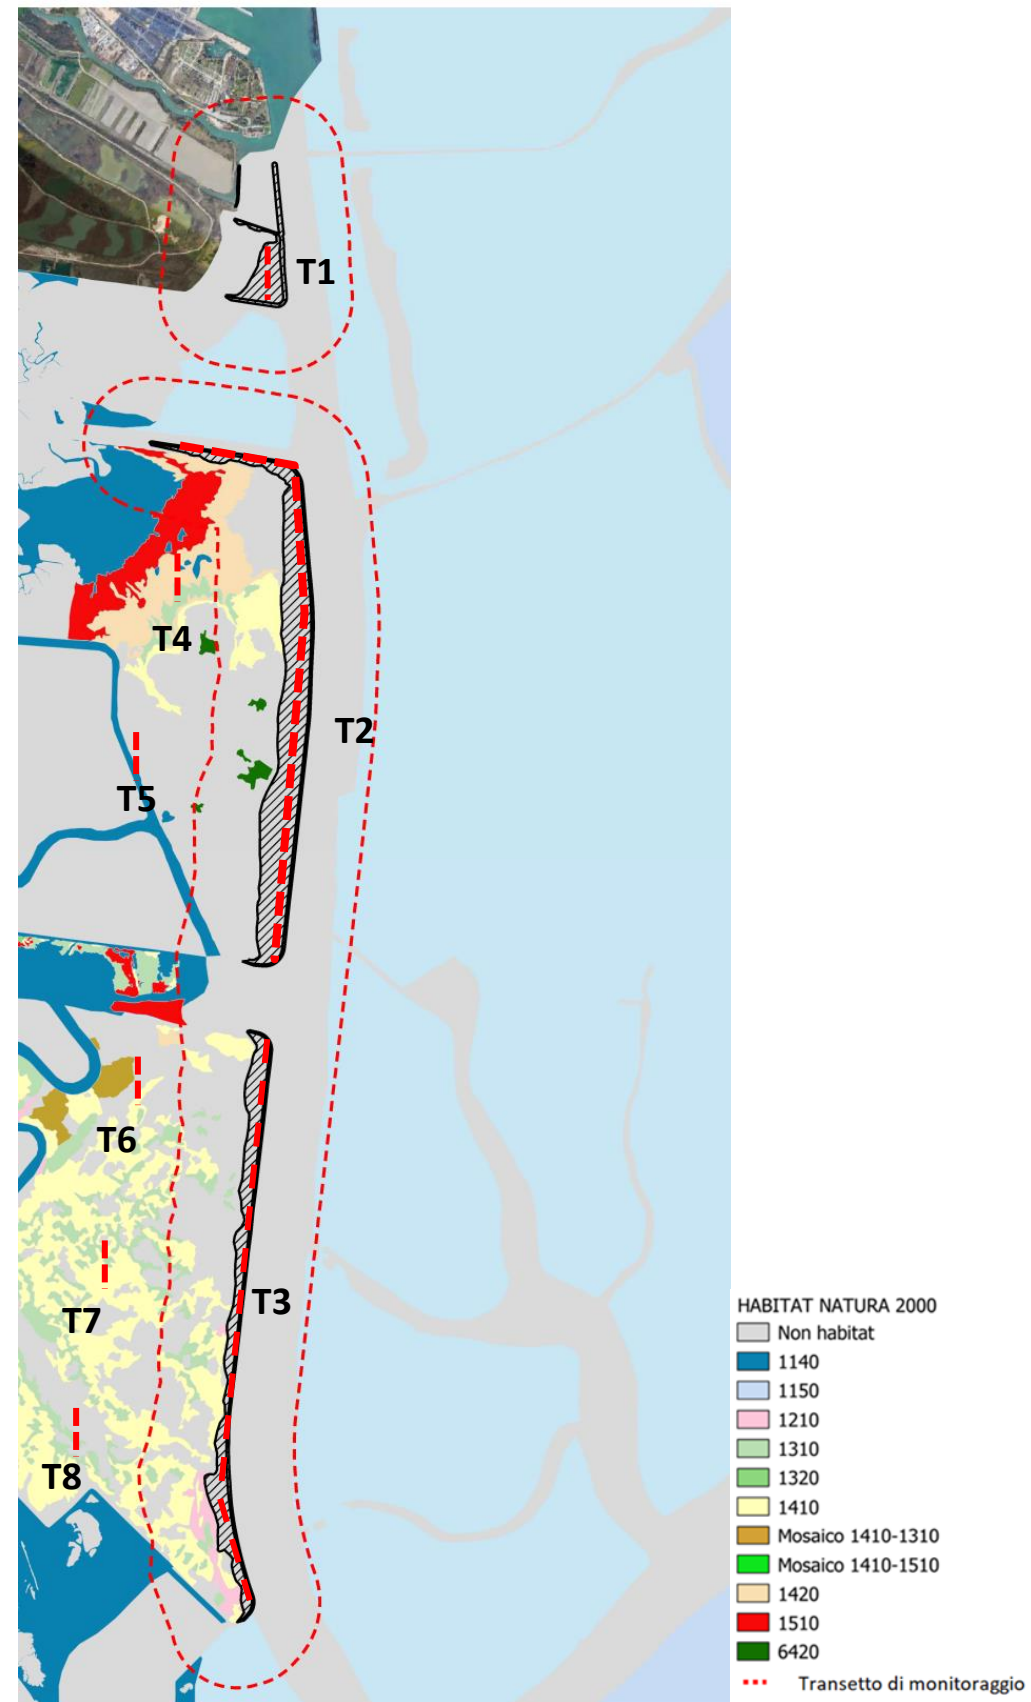 T1
T4
T2
T5
T6
T3
T7
T8
HABITAT NATURA 2000
Non habitat
1140
1150
1210
1310
1320
1410
Mosaico 1410-1310
Mosaico 1410-1510
1420
1510
6420
Transetto di monitoraggio